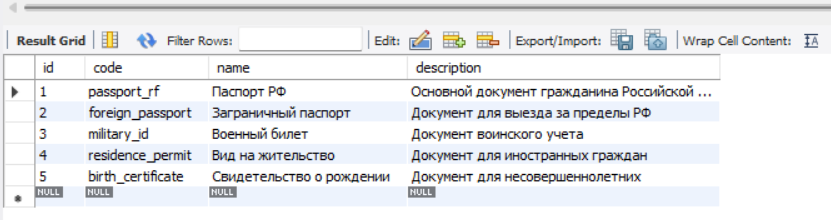 Result Grid Filter Rows: Edit: Export/Import: Wrap Cell Content: IA
id code name description
1 passport_rf Паспорт РФ Основной документ гражданина Российской ...
2 foreign_passport Заграничный паспорт Документ для выезда за пределы РФ
3 military_id Военный билет Документ воинского учета
4 residence_permit Вид на жительство Документ для иностранных граждан
5 birth_certificate Свидетельство о рождении Документ для несовершеннолетних
NULL NULL NULL NULL